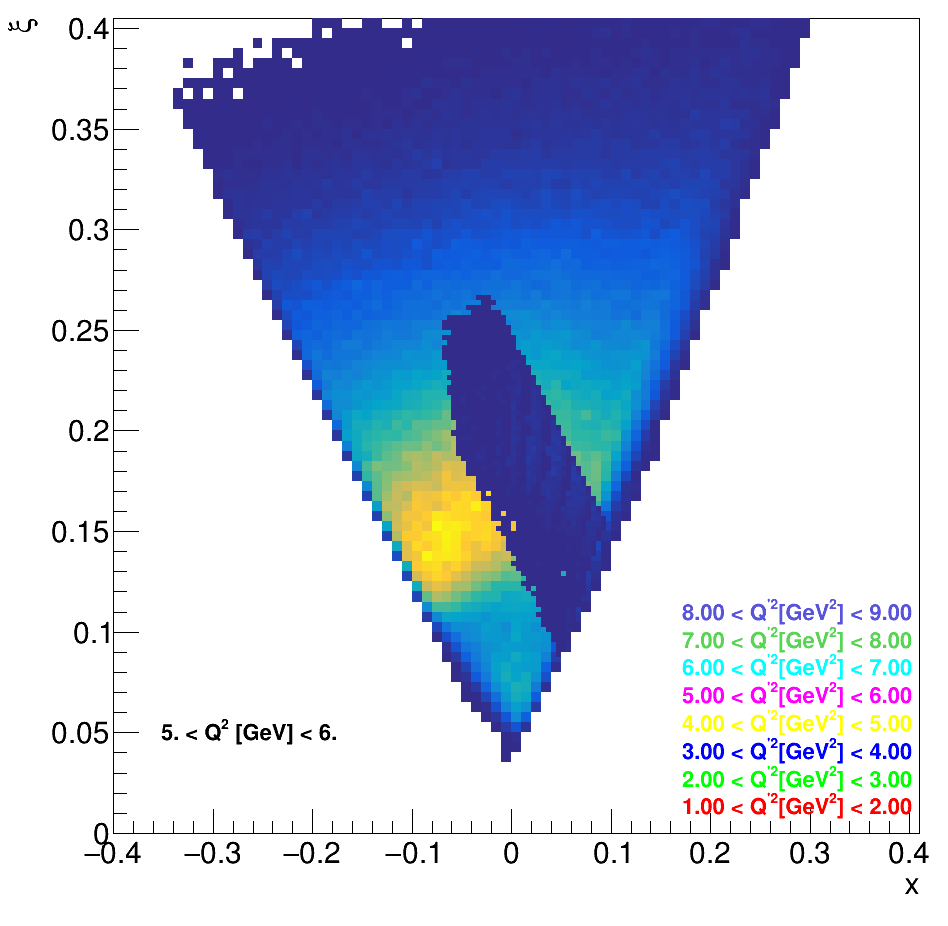 ξ
0.4
0.35
0.3
0.25
0.2
0.15
0.1
0.05
0
8.00 < Q'2[GeV2] < 9.00
7.00 < Q'2[GeV2] < 8.00
6.00 < Q'2[GeV2] < 7.00
5.00 < Q'2[GeV2] < 6.00
4.00 < Q'2[GeV2] < 5.00
3.00 < Q'2[GeV2] < 4.00
2.00 < Q'2[GeV2] < 3.00
1.00 < Q'2[GeV2] < 2.00
5. < Q2 [GeV] < 6.
−0.4 −0.3 −0.2 −0.1 0 0.1 0.2 0.3 0.4
x